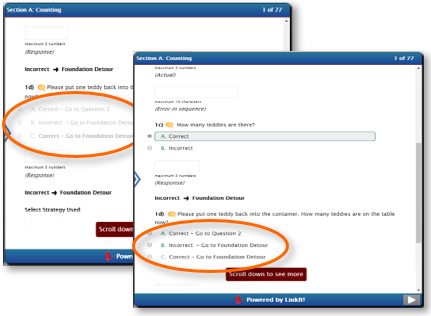 Section A: Counting
1 of 77
maximum 3 numbers
(Response)
Incorrect → Foundation Detour
1d) Please put one teddy back into t
now?
A. Correct - Go to Question 2
B. Incorrect - Go to Foundation Detou
C. Correct - Go to Foundation Detour
maximum 3 numbers
(Response)
Incorrect → Foundation Detour
Select Strategy Used
Scroll down
Powe
Section A: Counting
1 of 77
maximum 3 numbers
(Actual)
maximum 10 characters
(Error in sequence)
1c) How many teddies are there?
A. Correct
B. Incorrect
maximum 3 numbers
(Response)
Incorrect → Foundation Detour
1d) Please put one teddy back into the container. How many teddies are on the table
now?
A. Correct - Go to Question 2
B. Incorrect - Go to Foundation Detour
C. Correct - Go to Foundation Detour
Scroll down to see more
Powered by LinkIt!